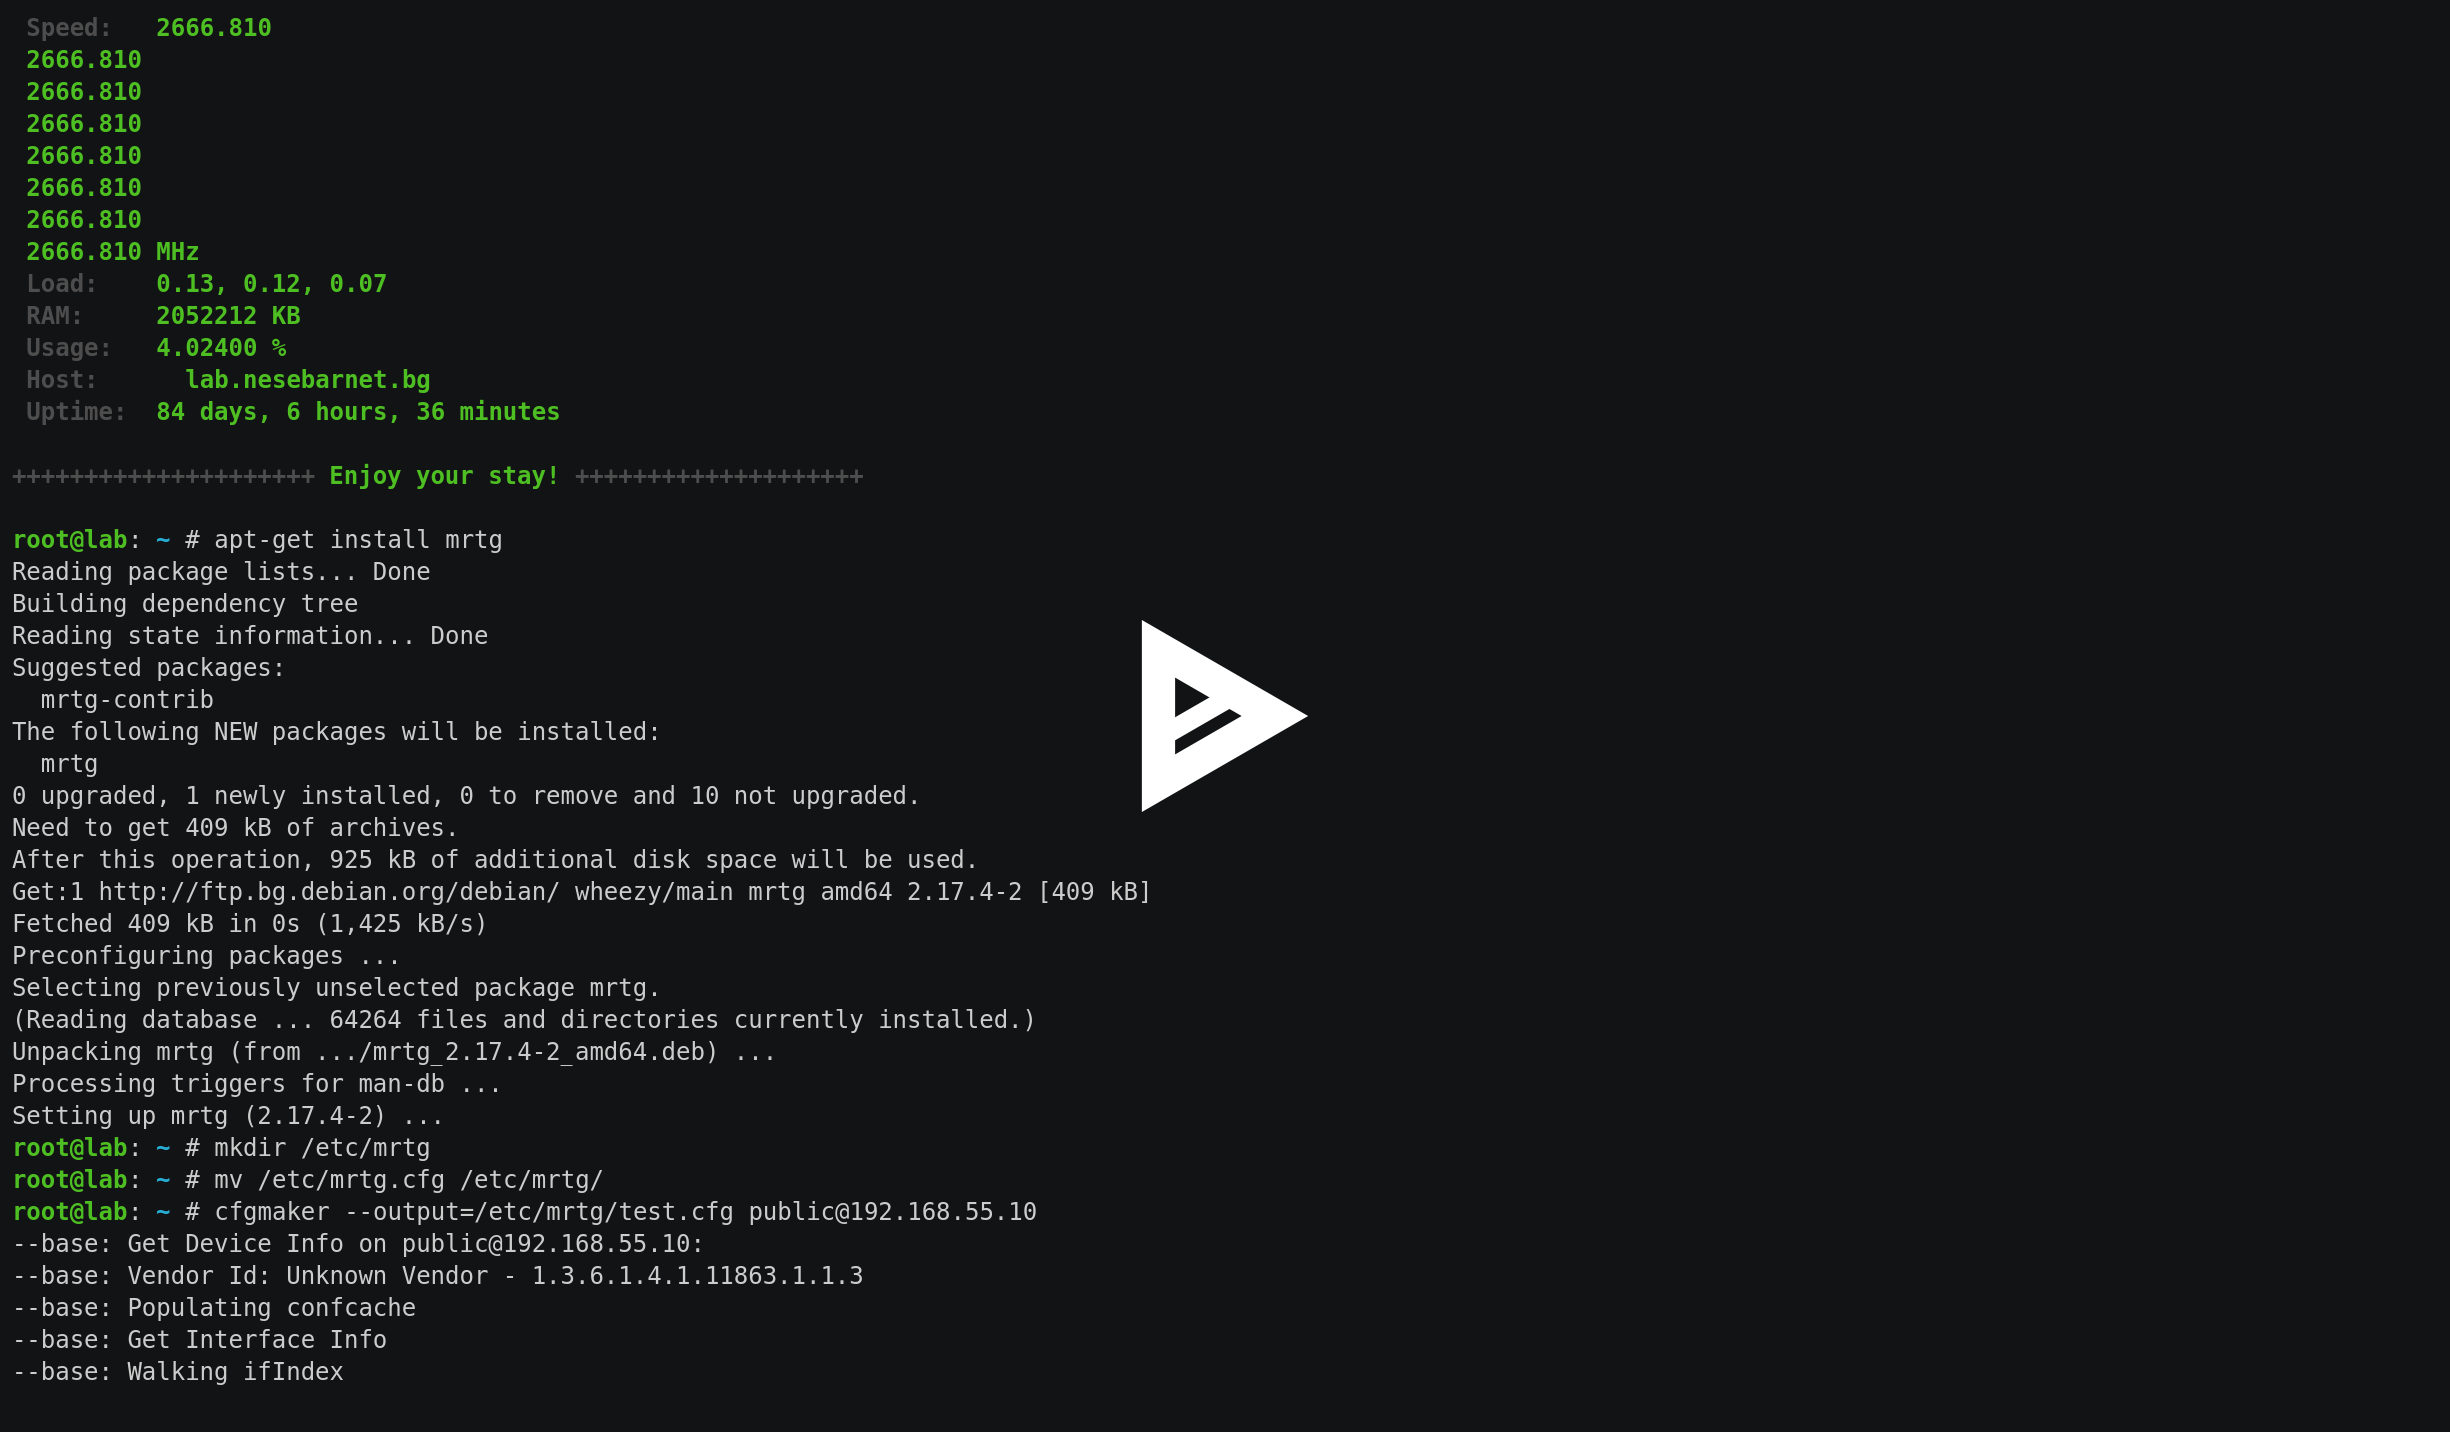 Speed: 2666.810
2666.810
2666.810
2666.810
2666.810
2666.810
2666.810
2666.810 MHz
Load: 0.13, 0.12, 0.07
RAM: 2052212 KB
Usage: 4.02400 %
Host: lab.nesebarnet.bg
Uptime: 84 days, 6 hours, 36 minutes
+++++++++++++++++++++ Enjoy your stay! ++++++++++++++++++++
root@lab: ~ # apt-get install mrtg
Reading package lists... Done
Building dependency tree
Reading state information... Done
Suggested packages:
  mrtg-contrib
The following NEW packages will be installed:
  mrtg
0 upgraded, 1 newly installed, 0 to remove and 10 not upgraded.
Need to get 409 kB of archives.
After this operation, 925 kB of additional disk space will be used.
Get:1 http://ftp.bg.debian.org/debian/ wheezy/main mrtg amd64 2.17.4-2 [409 kB]
Fetched 409 kB in 0s (1,425 kB/s)
Preconfiguring packages ...
Selecting previously unselected package mrtg.
(Reading database ... 64264 files and directories currently installed.)
Unpacking mrtg (from .../mrtg_2.17.4-2_amd64.deb) ...
Processing triggers for man-db ...
Setting up mrtg (2.17.4-2) ...
root@lab: ~ # mkdir /etc/mrtg
root@lab: ~ # mv /etc/mrtg.cfg /etc/mrtg/
root@lab: ~ # cfgmaker --output=/etc/mrtg/test.cfg public@192.168.55.10
--base: Get Device Info on public@192.168.55.10:
--base: Vendor Id: Unknown Vendor - 1.3.6.1.4.1.11863.1.1.3
--base: Populating confcache
--base: Get Interface Info
--base: Walking ifIndex